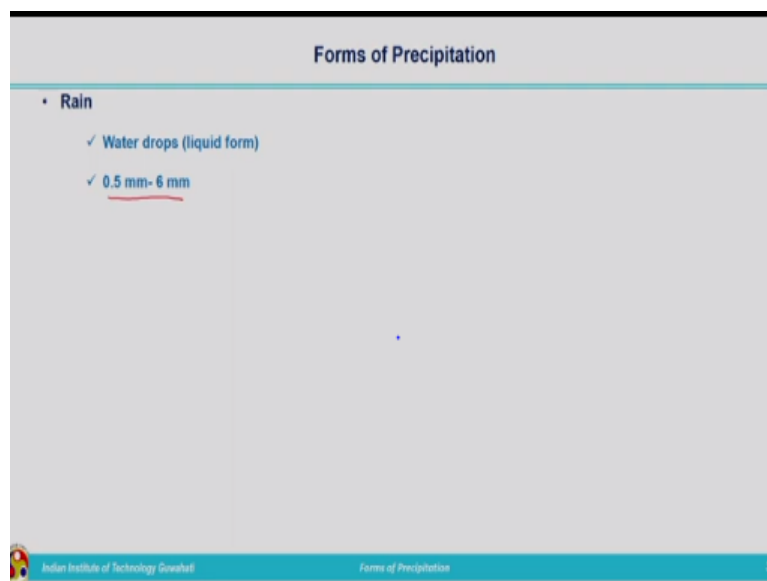 Forms of Precipitation
• Rain
✓ Water drops (liquid form)
✓ 0.5 mm- 6 mm
Indian Institute of Technology Guwahati
Forms of Precipitation